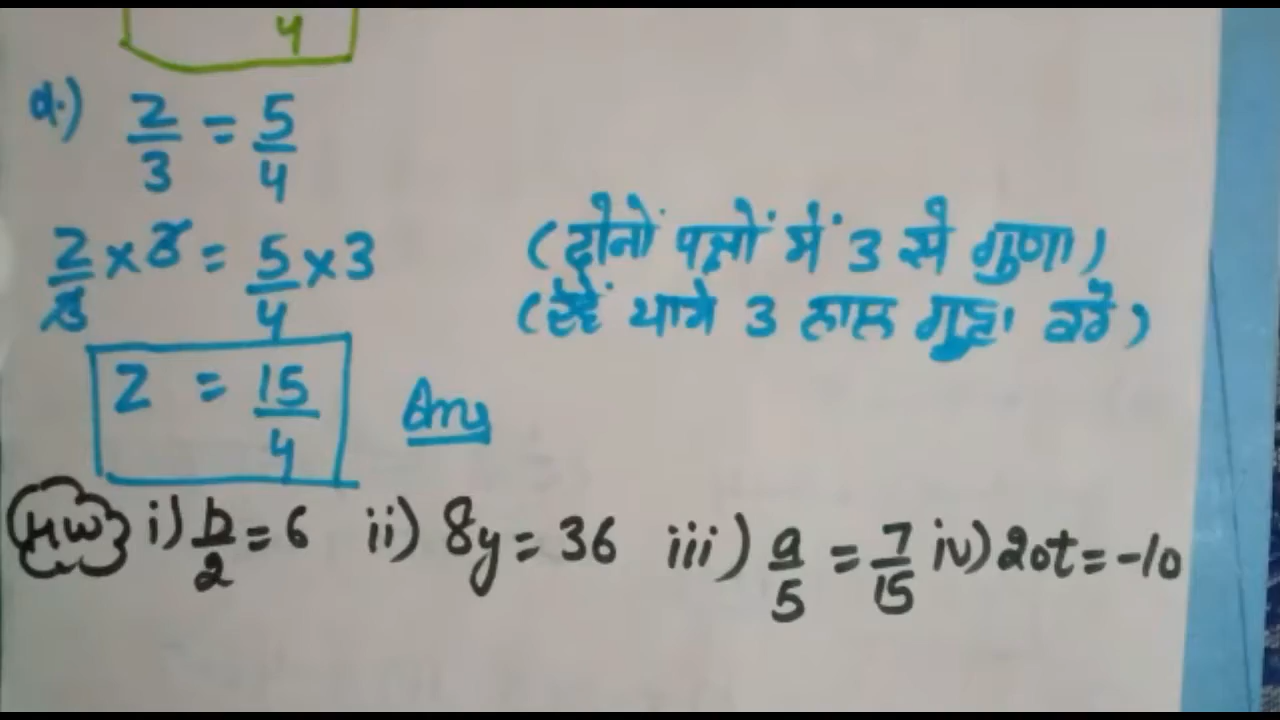 4
d.) z/3 = 5/4
z/3 × 3 = 5/4 × 3 (दोनों पक्षों में 3 से गुणा)
(ਦੋਵੇਂ ਪਾਸੇ 3 ਨਾਲ ਗੁਣਾ ਕਰੋ)
z = 15/4 Ans
HW i) b/2 = 6 ii) 8y = 36 iii) a/5 = 7/15 iv) 20t = -10